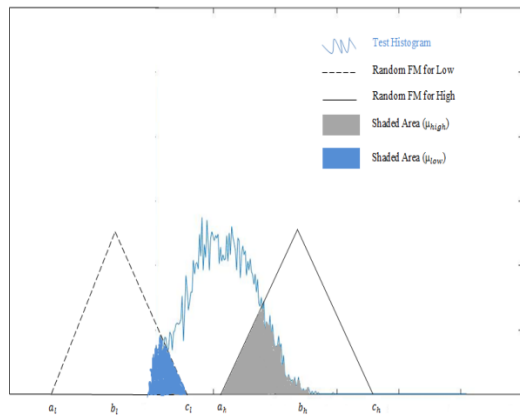 Test Histogram
Random FM for Low
Random FM for High
Shaded Area (μhigh)
Shaded Area (μlow)
al bl cl ah bh ch